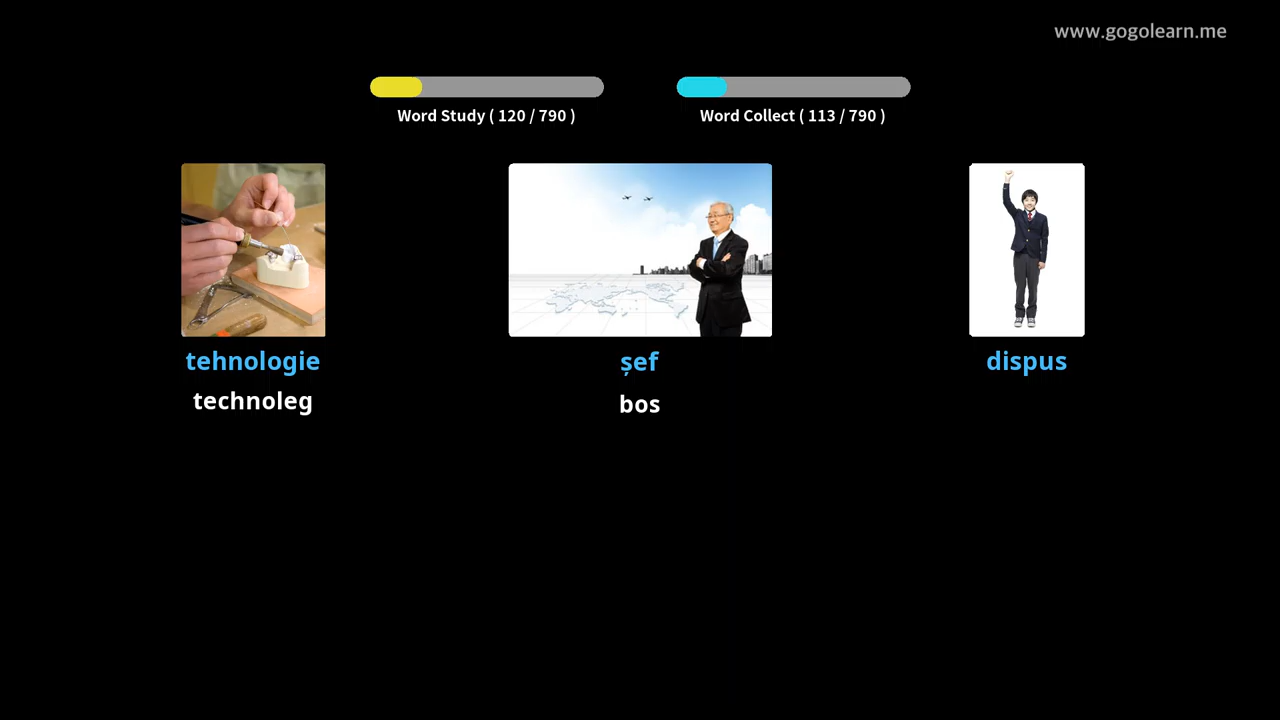 www.gogolearn.me
Word Study ( 120 / 790 )
Word Collect ( 113 / 790 )
tehnologie
technoleg
șef
bos
dispus